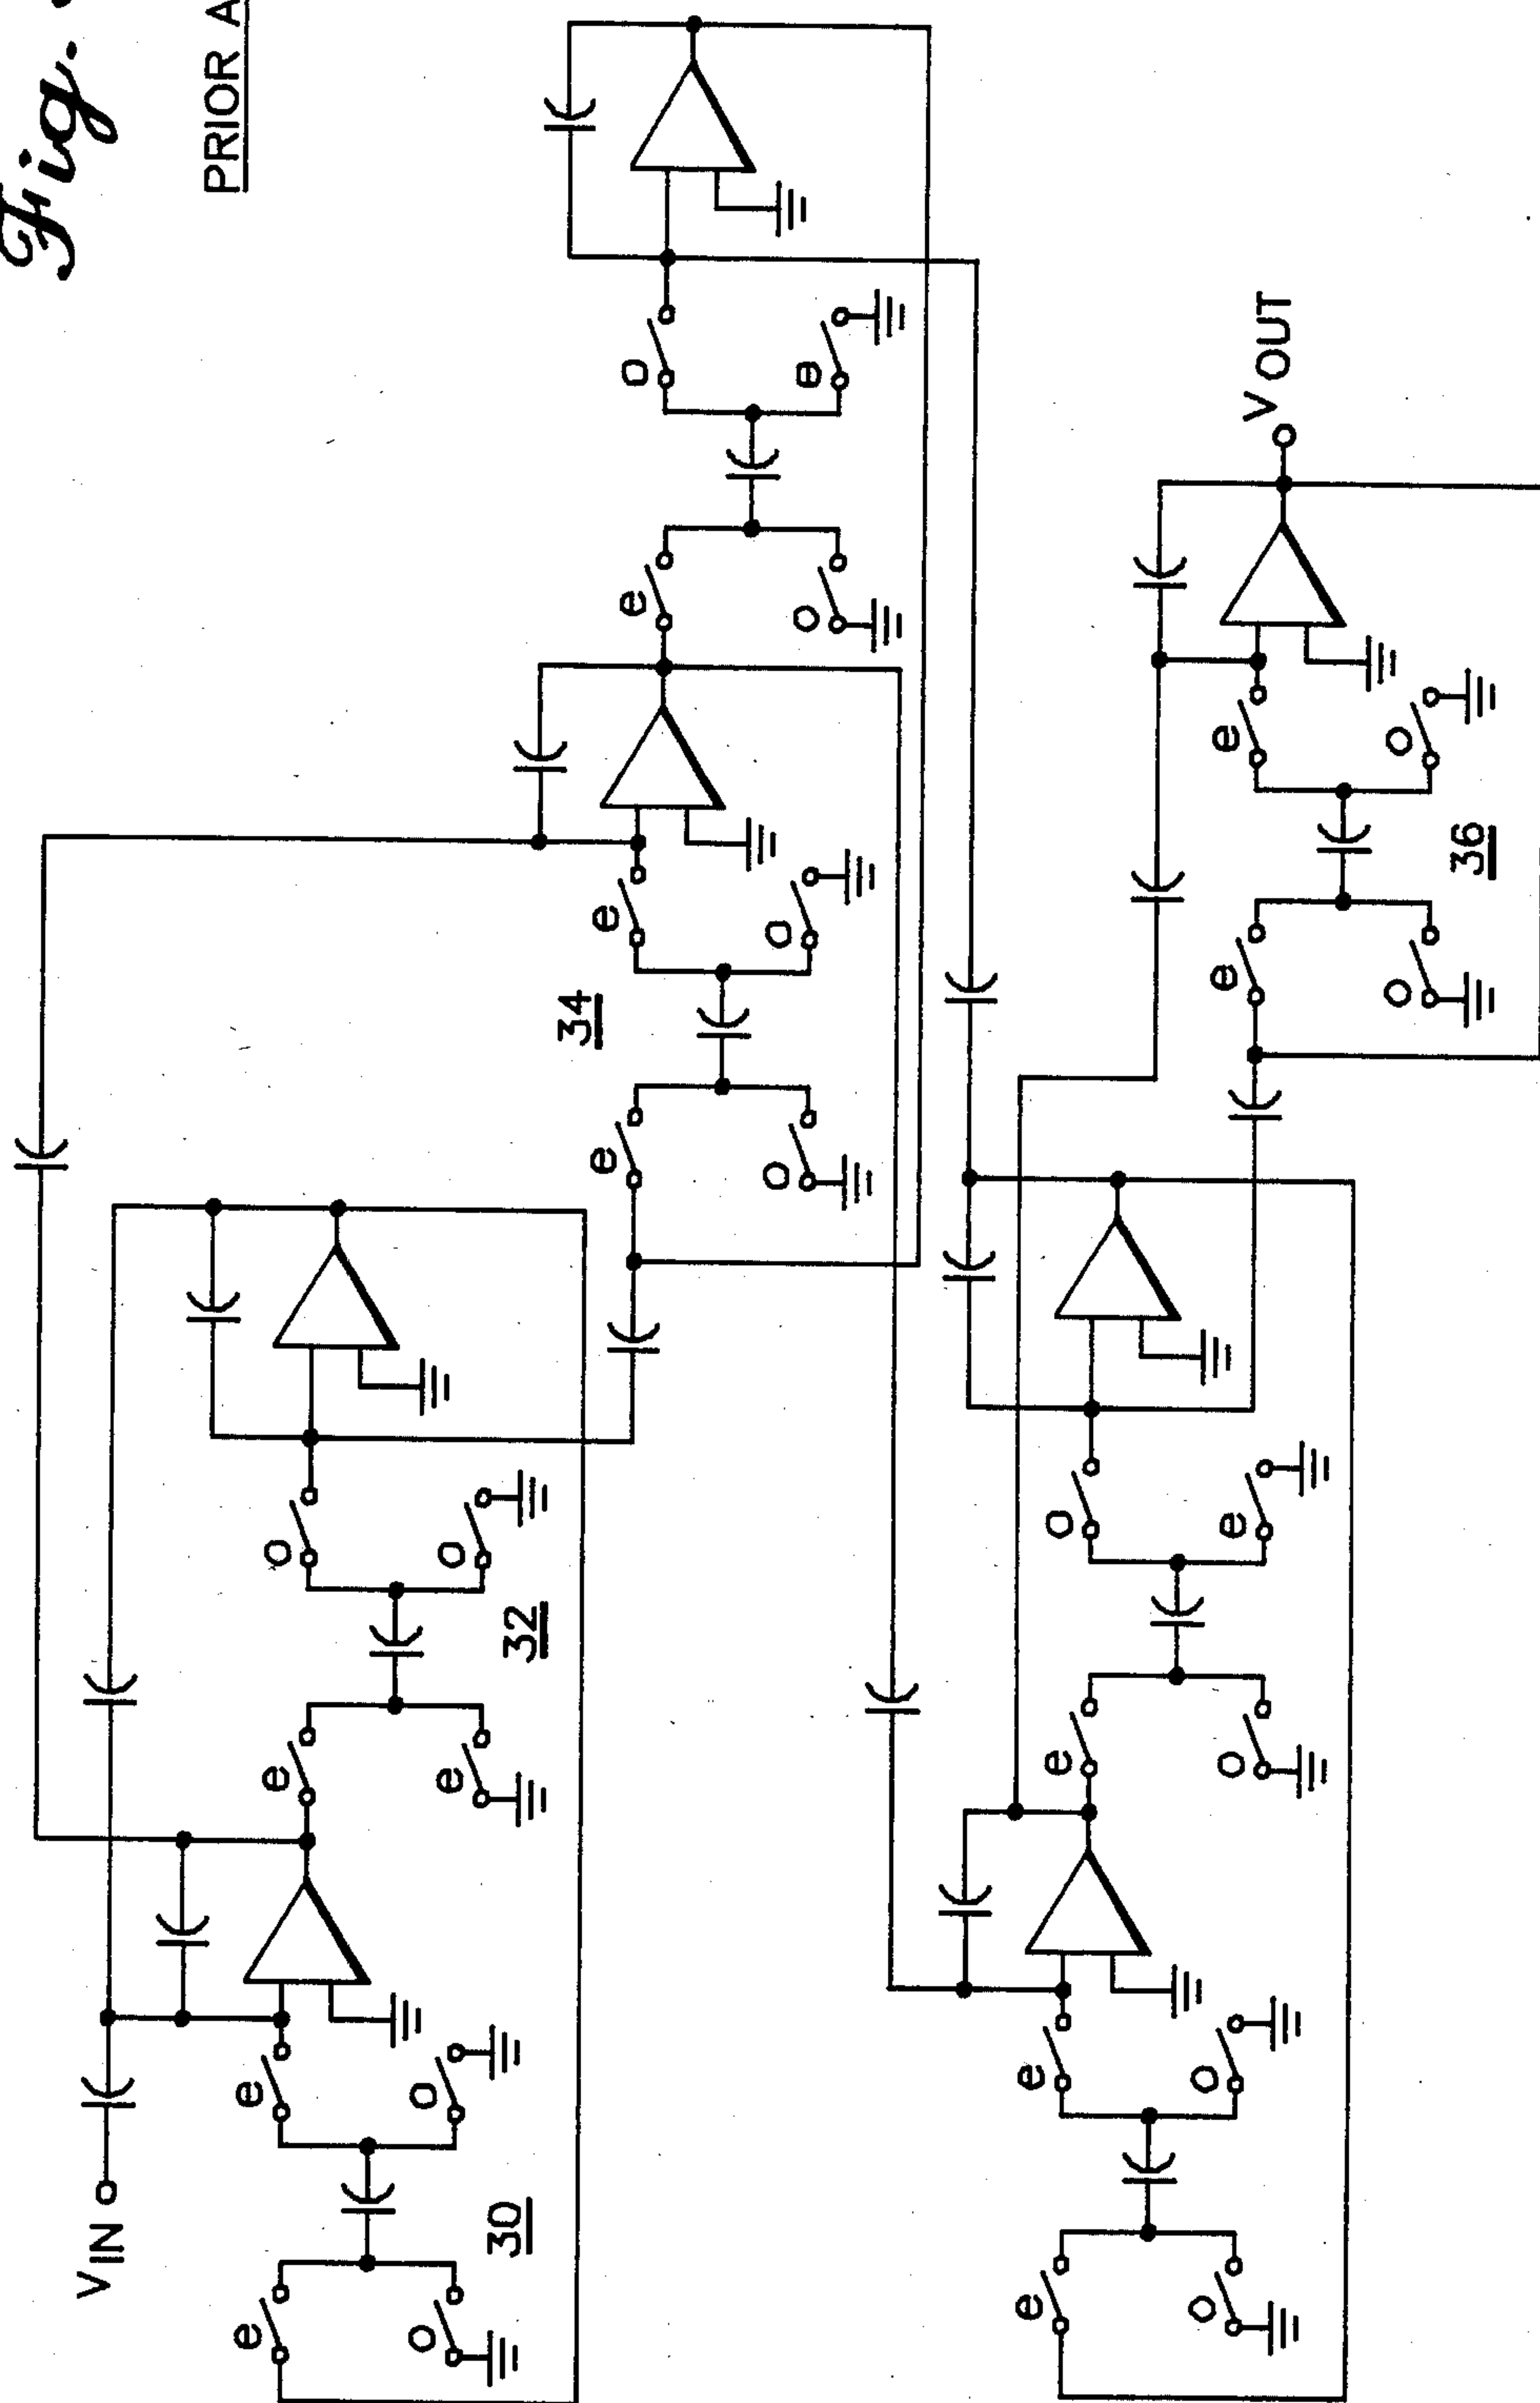 Fig.
PRIOR A
VIN
e e e o
o o e o
30 32
34
e e e o
o o o e
e e e o
o o o e
e e
VOUT
o o
36